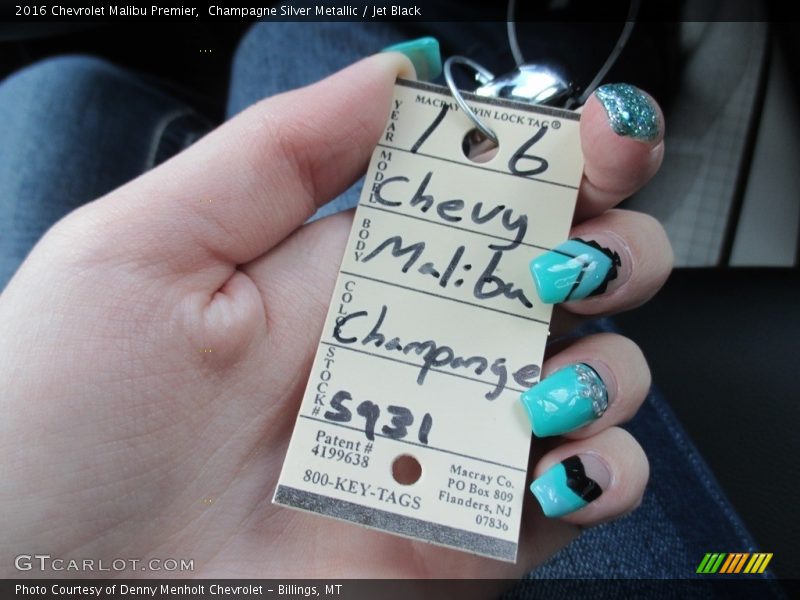 2016 Chevrolet Malibu Premier,  Champagne Silver Metallic / Jet Black
MACRAY TWIN LOCK TAG®
YEAR 16
MODEL Chevy
BODY Malibu
COLOR Champange
STOCK # 5931
Patent #
4199638
800-KEY-TAGS
Macray Co.
PO Box 809
Flanders, NJ
07836
GTCARLOT.COM
Photo Courtesy of Denny Menholt Chevrolet – Billings, MT